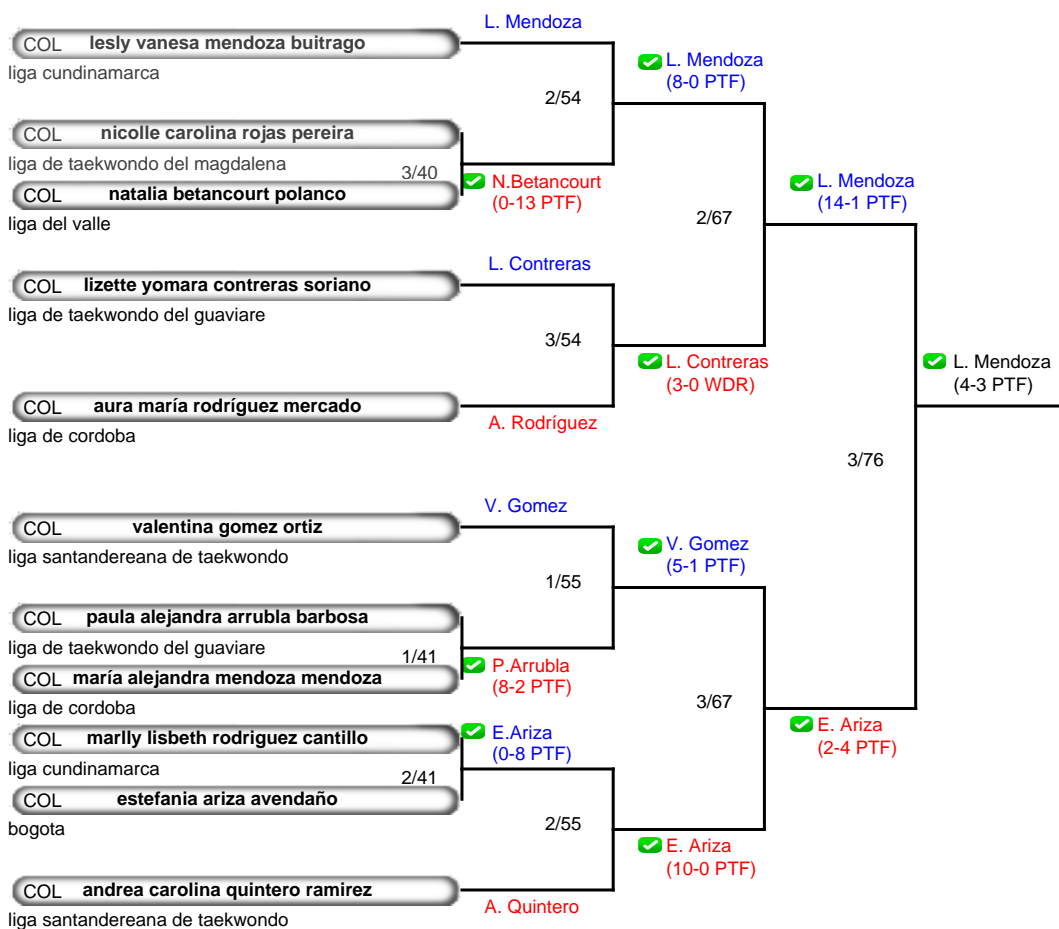 L. Mendoza
COL lesly vanesa mendoza buitrago
liga cundinamarca
L. Mendoza
(8-0 PTF)
2/54
COL nicolle carolina rojas pereira
liga de taekwondo del magdalena
3/40
COL natalia betancourt polanco
liga del valle
N.Betancourt
(0-13 PTF)
L. Mendoza
(14-1 PTF)
2/67
L. Contreras
COL lizette yomara contreras soriano
liga de taekwondo del guaviare
3/54
L. Contreras
(3-0 WDR)
L. Mendoza
(4-3 PTF)
COL aura maría rodríguez mercado
liga de cordoba
A. Rodríguez
3/76
V. Gomez
COL valentina gomez ortiz
liga santandereana de taekwondo
V. Gomez
(5-1 PTF)
1/55
COL paula alejandra arrubla barbosa
liga de taekwondo del guaviare
1/41
COL maría alejandra mendoza mendoza
liga de cordoba
P.Arrubla
(8-2 PTF)
3/67
COL marlly lisbeth rodriguez cantillo
liga cundinamarca
E.Ariza
(0-8 PTF)
E. Ariza
(2-4 PTF)
2/41
COL estefania ariza avendaño
bogota
2/55
E. Ariza
(10-0 PTF)
COL andrea carolina quintero ramirez
liga santandereana de taekwondo
A. Quintero